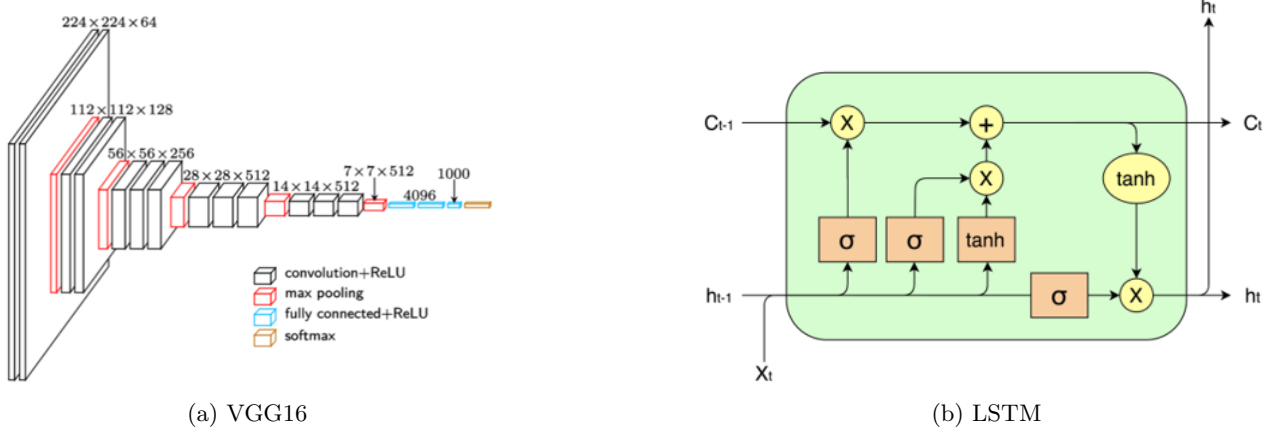 224×224×64
112×112×128
56×56×256
28×28×512
14×14×512
7×7×512
4096
1000
convolution+ReLU
max pooling
fully connected+ReLU
softmax
(a) VGG16
ht
Ct-1
X
+
Ct
X
tanh
σ
σ
tanh
ht-1
σ
X
ht
Xt
(b) LSTM